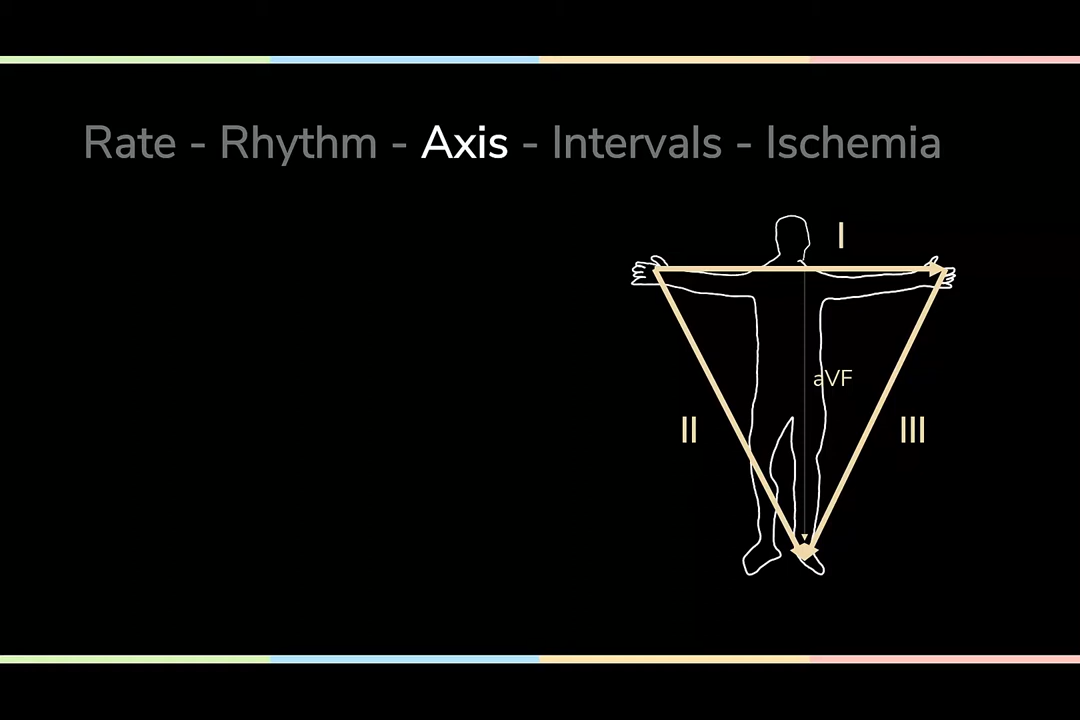 Rate - Rhythm - Axis - Intervals - Ischemia
I
aVF
II
III